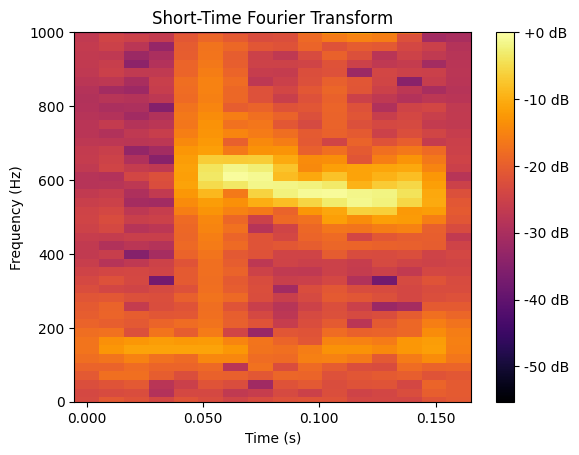 Short-Time Fourier Transform
1000
800
600
400
200
0
Frequency (Hz)
0.000
0.050
0.100
0.150
Time (s)
+0 dB
-10 dB
-20 dB
-30 dB
-40 dB
-50 dB